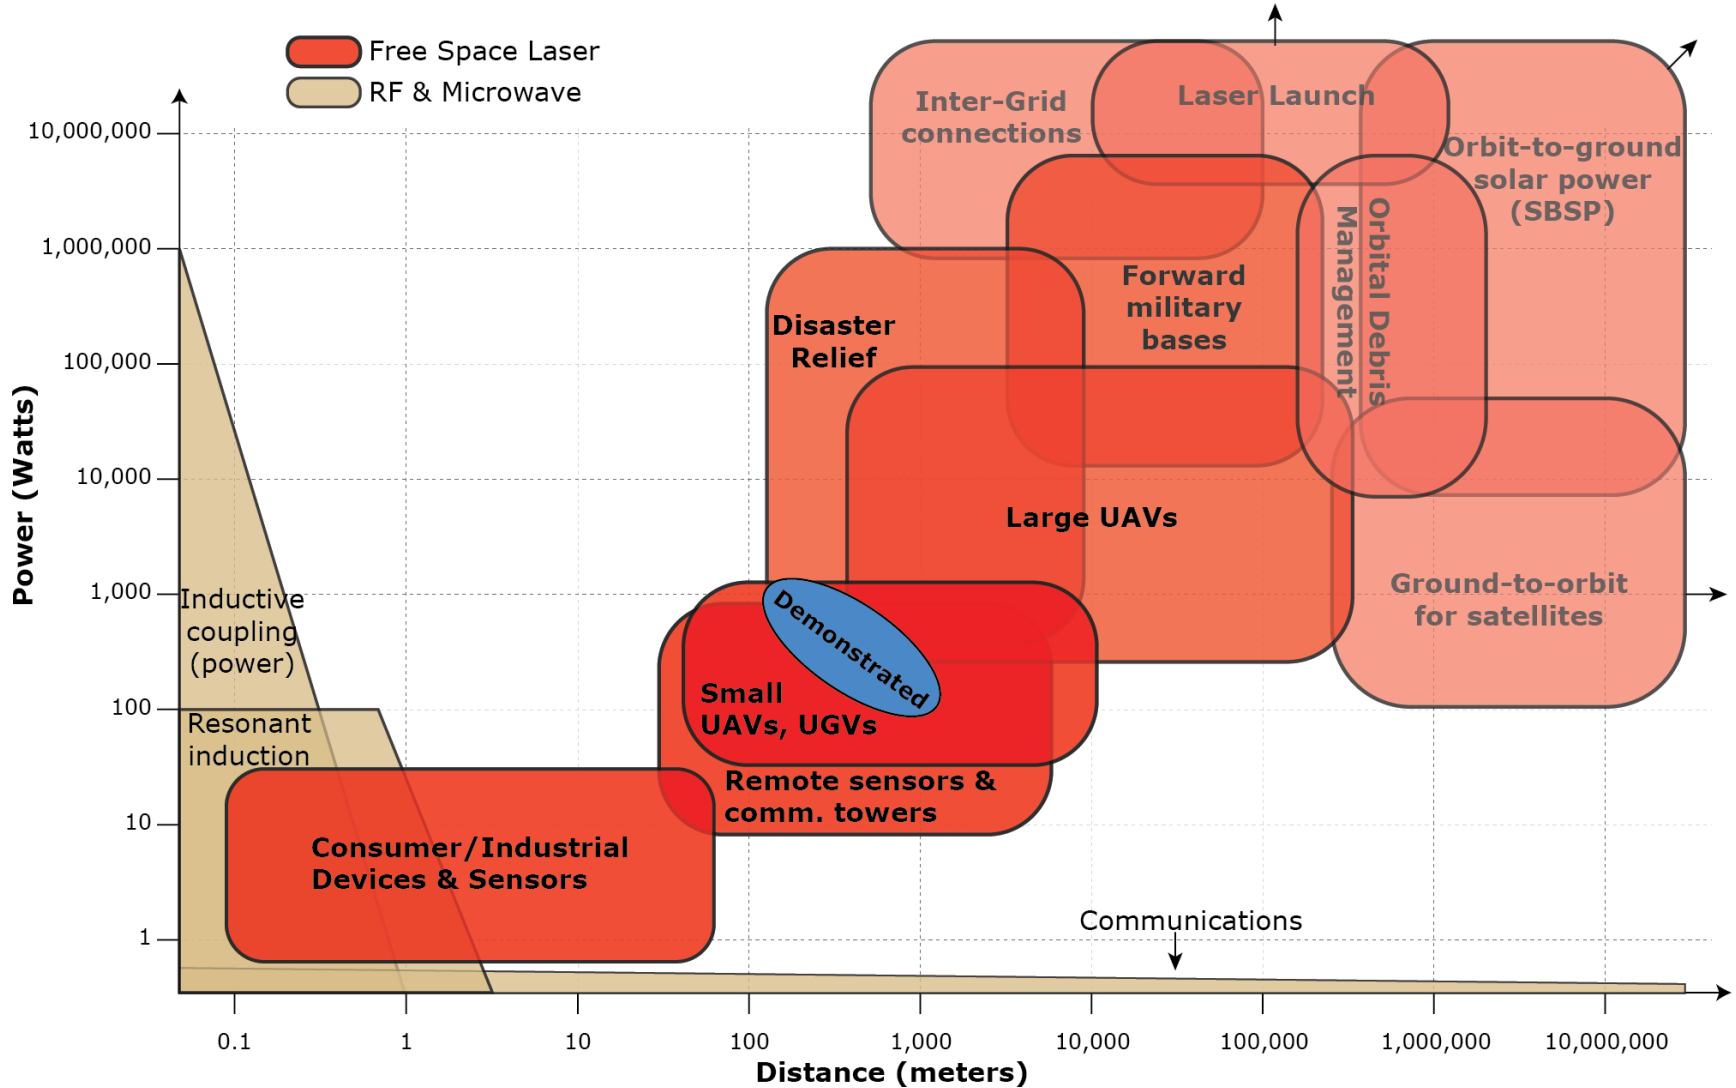 Free Space Laser
RF & Microwave
Inter-Grid
connections
Laser Launch
Orbit-to-ground
solar power
(SBSP)
Orbital Debris
Management
Forward
military
bases
Disaster
Relief
Large UAVs
Ground-to-orbit
for satellites
Demonstrated
Small
UAVs, UGVs
Remote sensors &
comm. towers
Inductive
coupling
(power)
Resonant
induction
Consumer/Industrial
Devices & Sensors
Communications
Power (Watts)
10,000,000
1,000,000
100,000
10,000
1,000
100
10
1
0.1
1
10
100
1,000
10,000
100,000
1,000,000
10,000,000
Distance (meters)